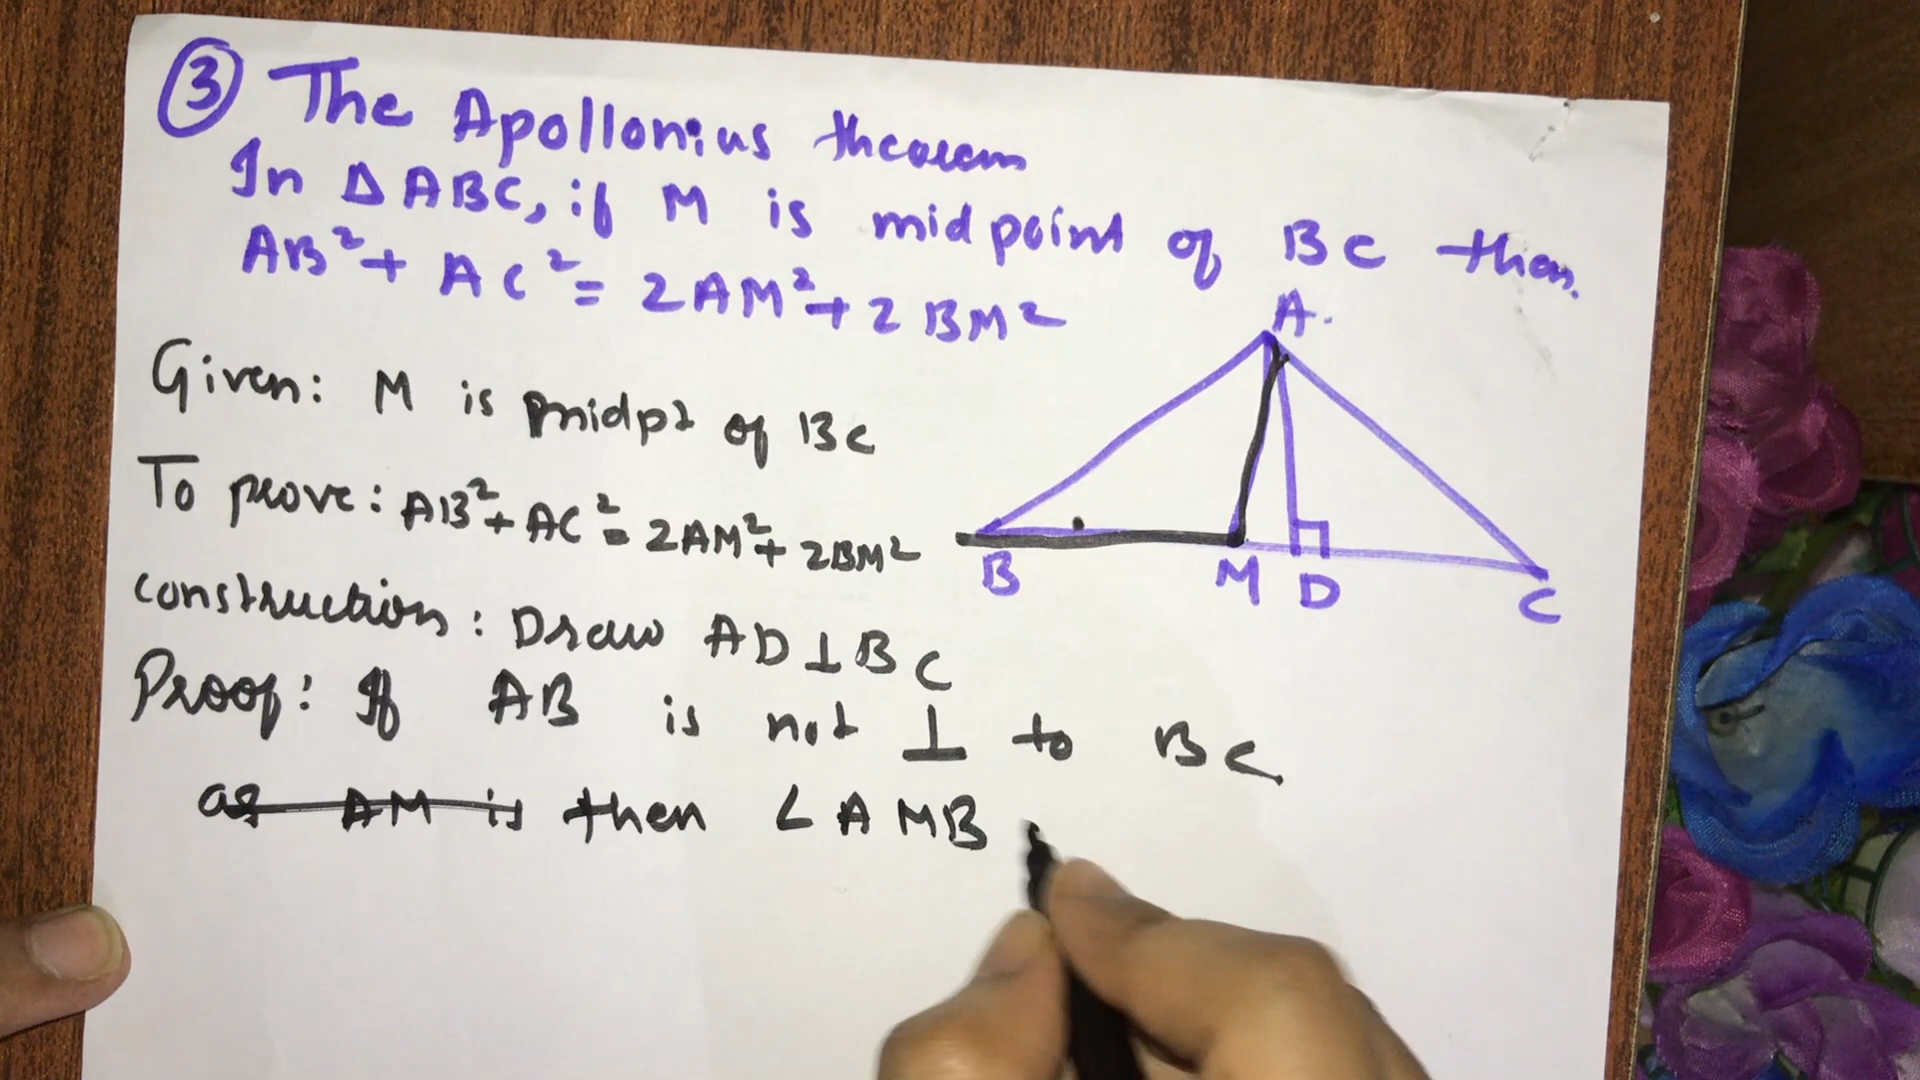 ③ The Apollonius theorem
In ΔABC, if M is midpoint of BC then.
AB² + AC² = 2AM² + 2BM²
Given: M is midpt of BC
To prove: AB² + AC² = 2AM² + 2BM²
construction: Draw AD⊥BC
Proof: If AB is not ⊥ to BC
as AM is then ∠AMB
A.
B
M
D
C